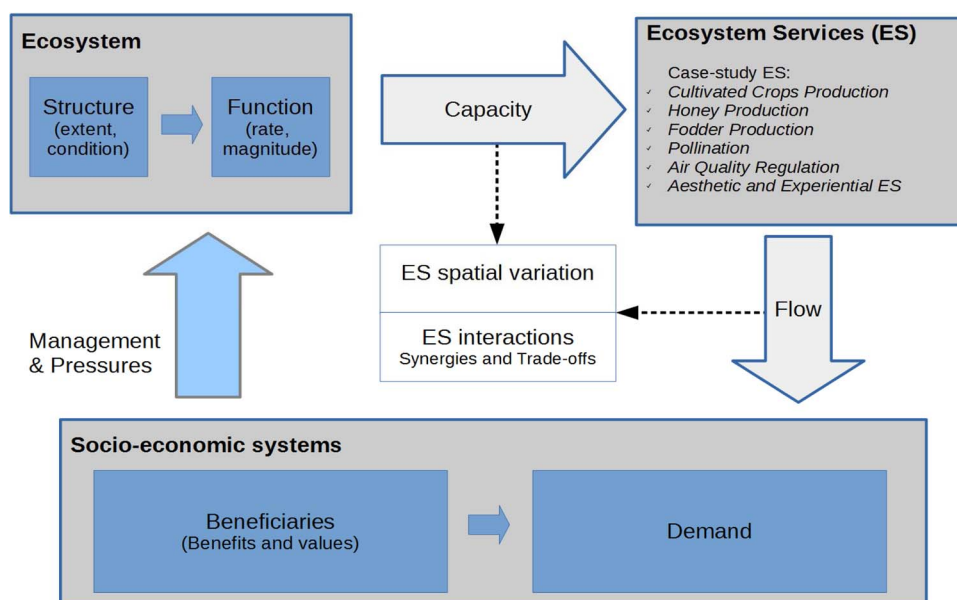 Ecosystem
Structure
(extent,
condition)
Function
(rate,
magnitude)
Capacity
Ecosystem Services (ES)
Case-study ES:
✓ Cultivated Crops Production
✓ Honey Production
✓ Fodder Production
✓ Pollination
✓ Air Quality Regulation
✓ Aesthetic and Experiential ES
ES spatial variation
ES interactions
Synergies and Trade-offs
Flow
Management
& Pressures
Socio-economic systems
Beneficiaries
(Benefits and values)
Demand